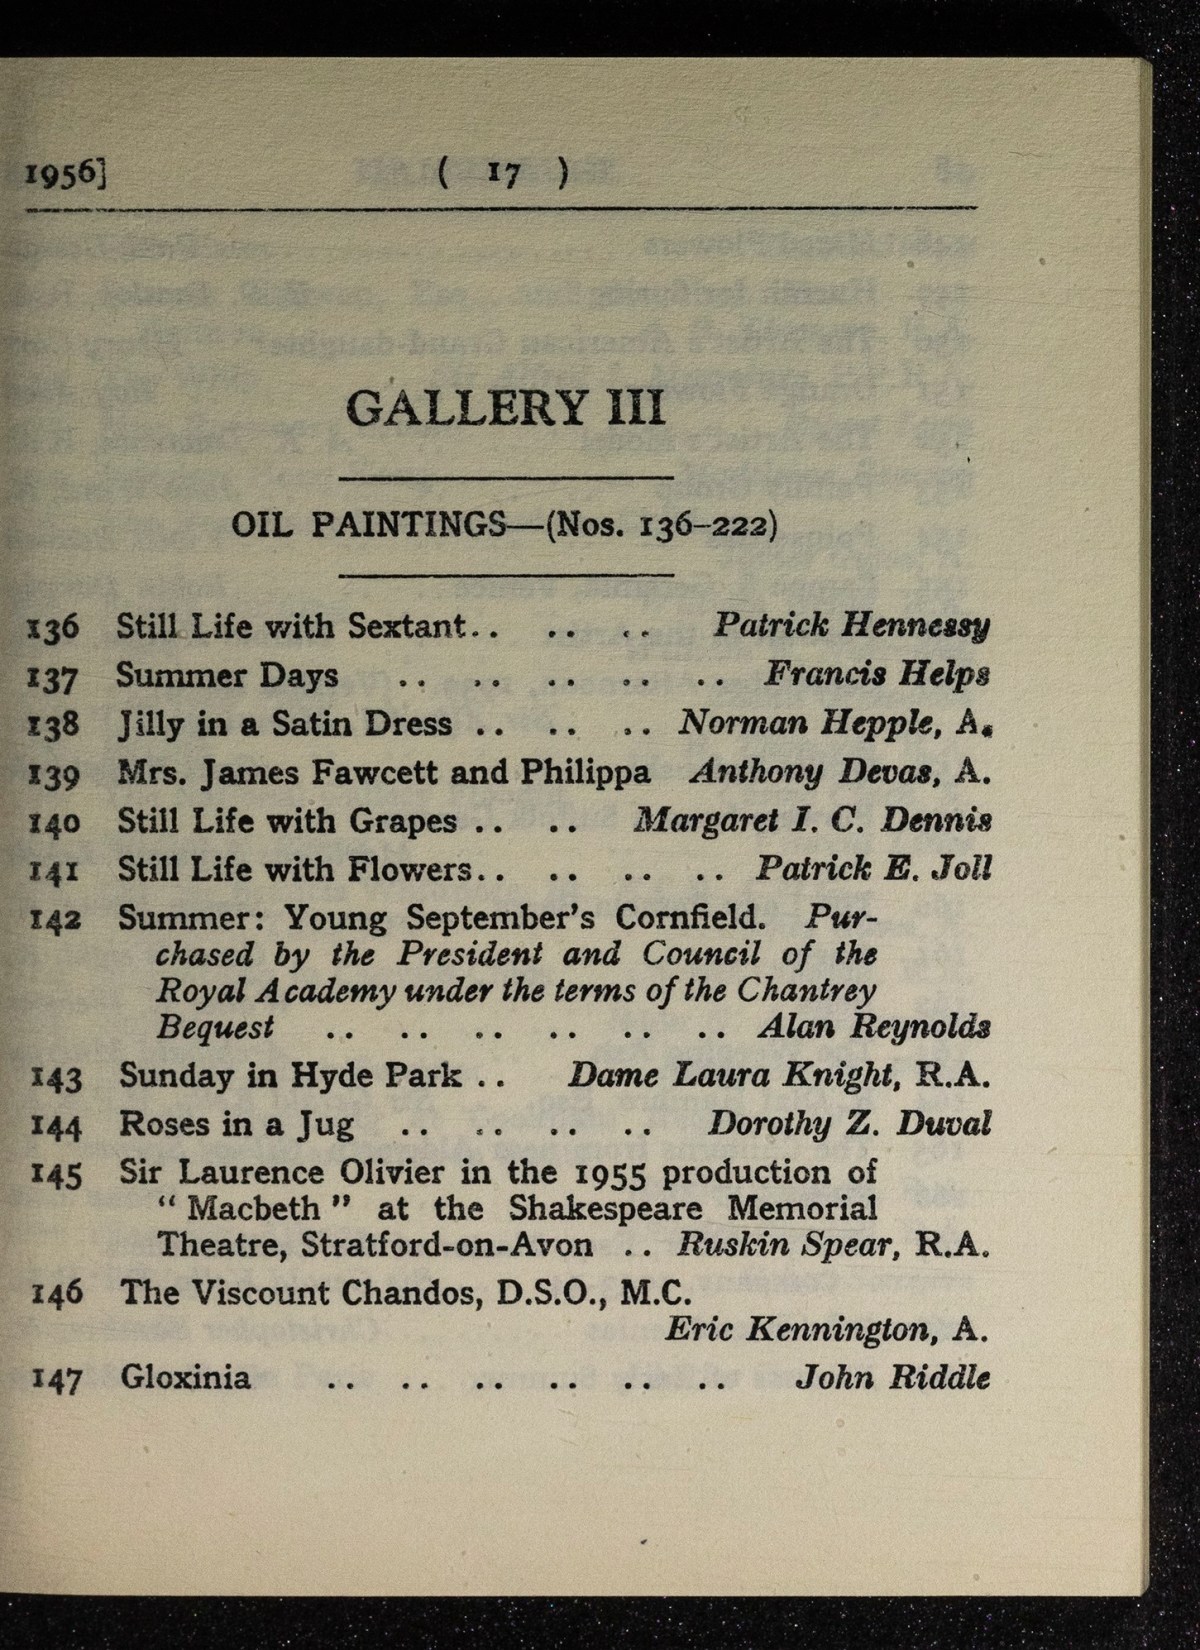 1956] ( 17 )
GALLERY III
OIL PAINTINGS—(Nos. 136–222)
136 Still Life with Sextant.. .. .. Patrick Hennessy
137 Summer Days .. .. .. .. .. Francis Helps
138 Jilly in a Satin Dress .. .. .. Norman Hepple, A.
139 Mrs. James Fawcett and Philippa Anthony Devas, A.
140 Still Life with Grapes .. .. Margaret I. C. Dennis
141 Still Life with Flowers.. .. .. .. Patrick E. Joll
142 Summer: Young September's Cornfield. Pur-
chased by the President and Council of the
Royal Academy under the terms of the Chantrey
Bequest .. .. .. .. .. .. Alan Reynolds
143 Sunday in Hyde Park .. Dame Laura Knight, R.A.
144 Roses in a Jug .. .. .. .. Dorothy Z. Duval
145 Sir Laurence Olivier in the 1955 production of
" Macbeth " at the Shakespeare Memorial
Theatre, Stratford-on-Avon .. Ruskin Spear, R.A.
146 The Viscount Chandos, D.S.O., M.C.
Eric Kennington, A.
147 Gloxinia .. .. .. .. .. .. John Riddle